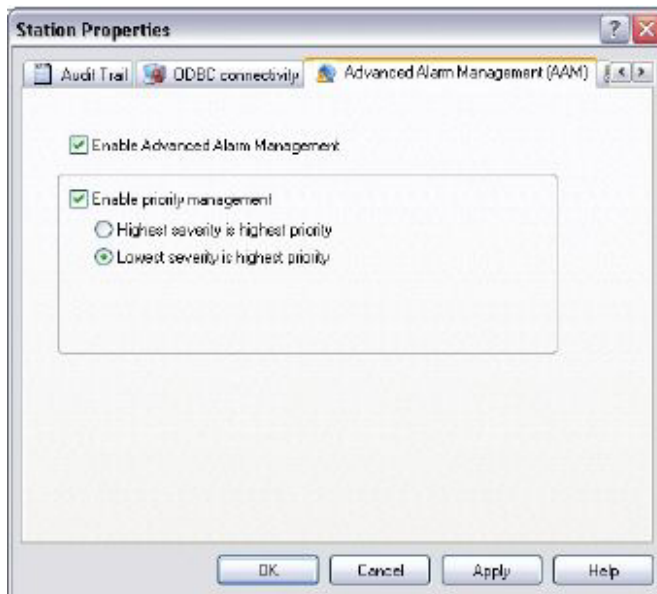 Station Properties
Audit Trail
ODBC connectivity
Advanced Alarm Management (AAM)
Enable Advanced Alarm Management
Enable priority management
Highest severity is highest priority
Lowest severity is highest priority
OK
Cancel
Apply
Help